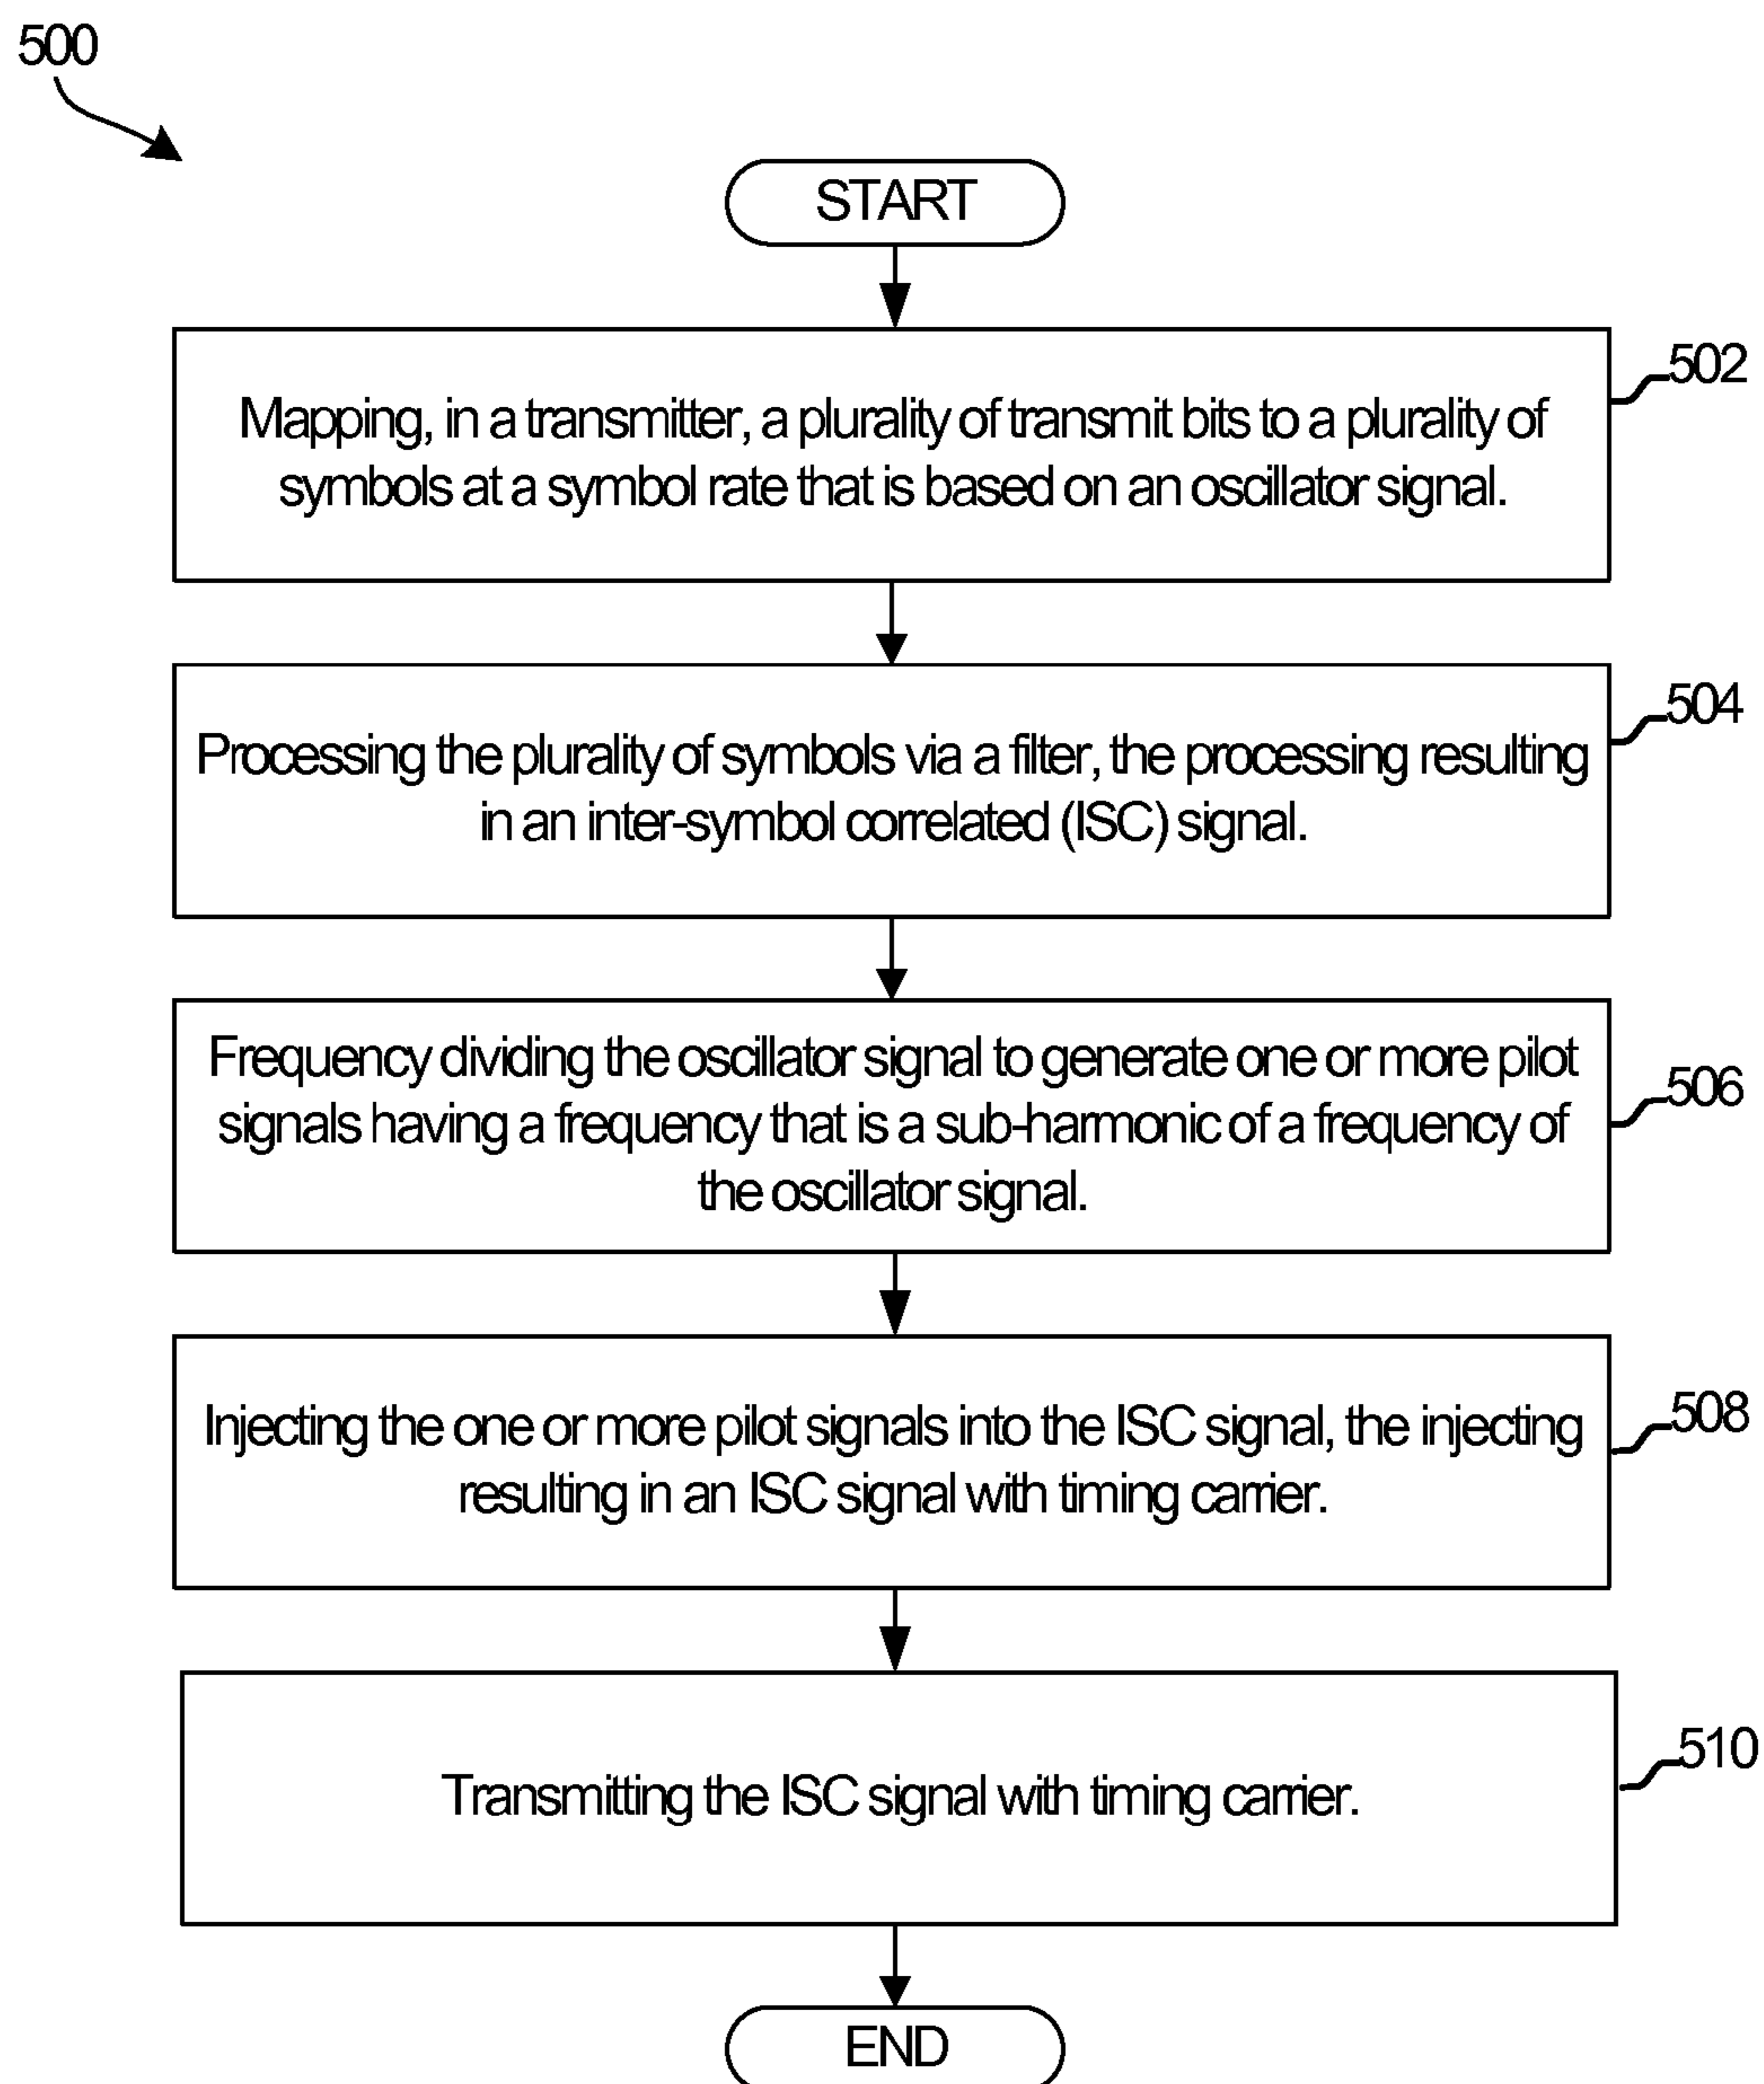 500
START
502
Mapping, in a transmitter, a plurality of transmit bits to a plurality of
symbols at a symbol rate that is based on an oscillator signal.
504
Processing the plurality of symbols via a filter, the processing resulting
in an inter-symbol correlated (ISC) signal.
506
Frequency dividing the oscillator signal to generate one or more pilot
signals having a frequency that is a sub-harmonic of a frequency of
the oscillator signal.
508
Injecting the one or more pilot signals into the ISC signal, the injecting
resulting in an ISC signal with timing carrier.
510
Transmitting the ISC signal with timing carrier.
END